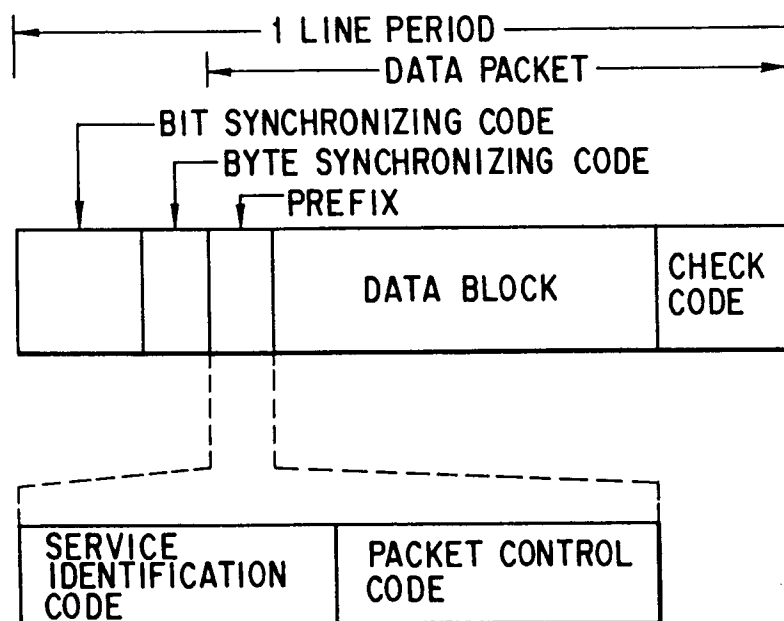 1 LINE PERIOD
DATA PACKET
BIT SYNCHRONIZING CODE
BYTE SYNCHRONIZING CODE
PREFIX
DATA BLOCK
CHECK
CODE
SERVICE
IDENTIFICATION
CODE
PACKET CONTROL
CODE